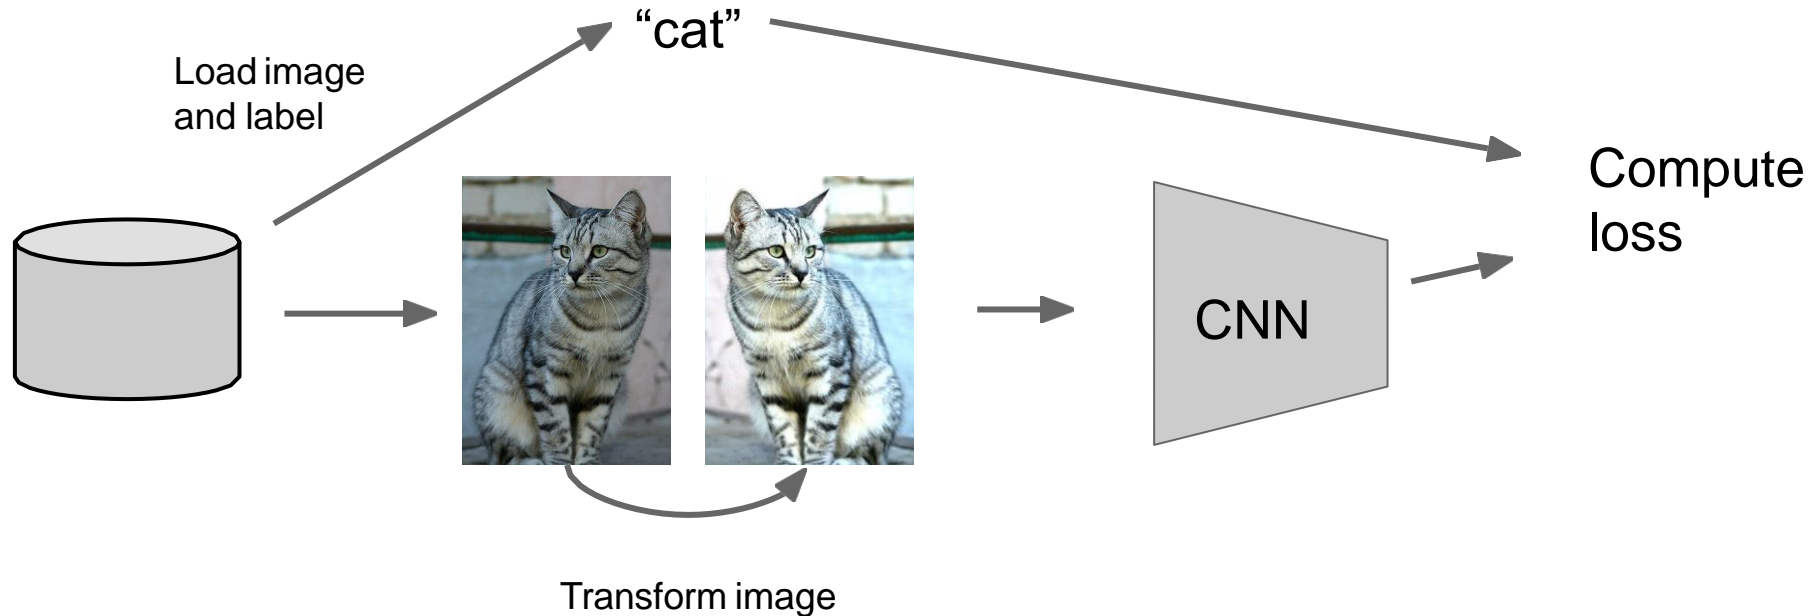 “cat”
Load image
and label
Compute
loss
CNN
Transform image